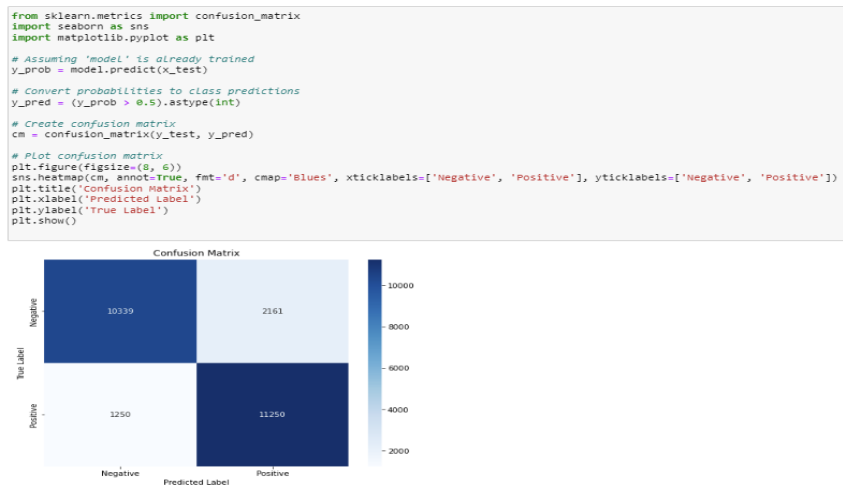 from sklearn.metrics import confusion_matrix
import seaborn as sns
import matplotlib.pyplot as plt
# Assuming 'model' is already trained
y_prob = model.predict(x_test)
# Convert probabilities to class predictions
y_pred = (y_prob > 0.5).astype(int)
# Create confusion matrix
cm = confusion_matrix(y_test, y_pred)
# Plot confusion matrix
plt.figure(figsize=(8, 6))
sns.heatmap(cm, annot=True, fmt='d', cmap='Blues', xticklabels=['Negative', 'Positive'], yticklabels=['Negative', 'Positive'])
plt.title('Confusion Matrix')
plt.xlabel('Predicted Label')
plt.ylabel('True Label')
plt.show()
Confusion Matrix
True Label
Negative
10339
2161
Positive
1250
11250
Negative
Positive
Predicted Label
10000
8000
6000
4000
2000